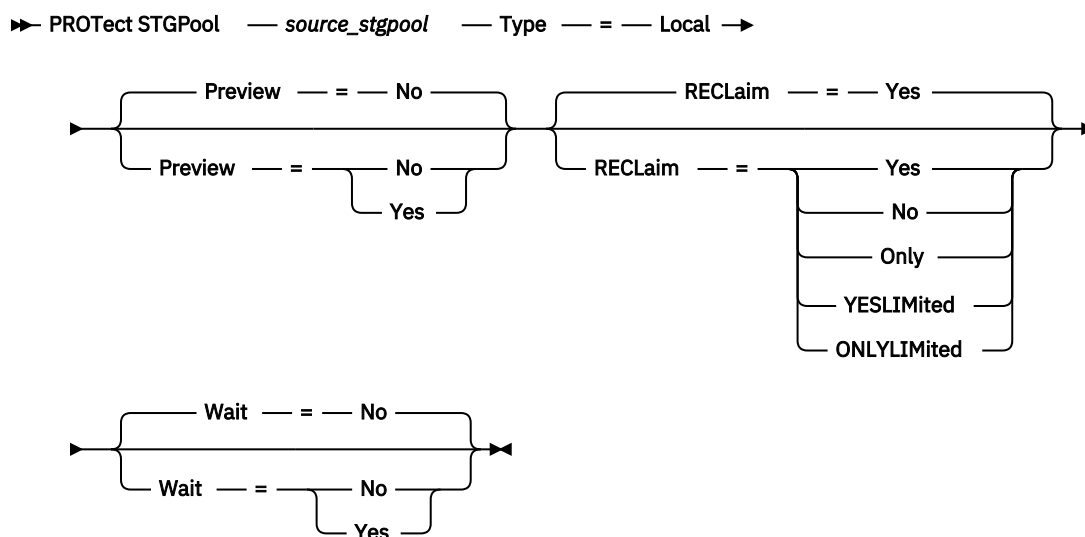 PROTect STGPool source_stgpool Type = Local
Preview = No RECLaim = Yes
Preview = No RECLaim = Yes
Yes No
Only
YESLIMited
ONLYLIMited
Wait = No
Wait = No
Yes